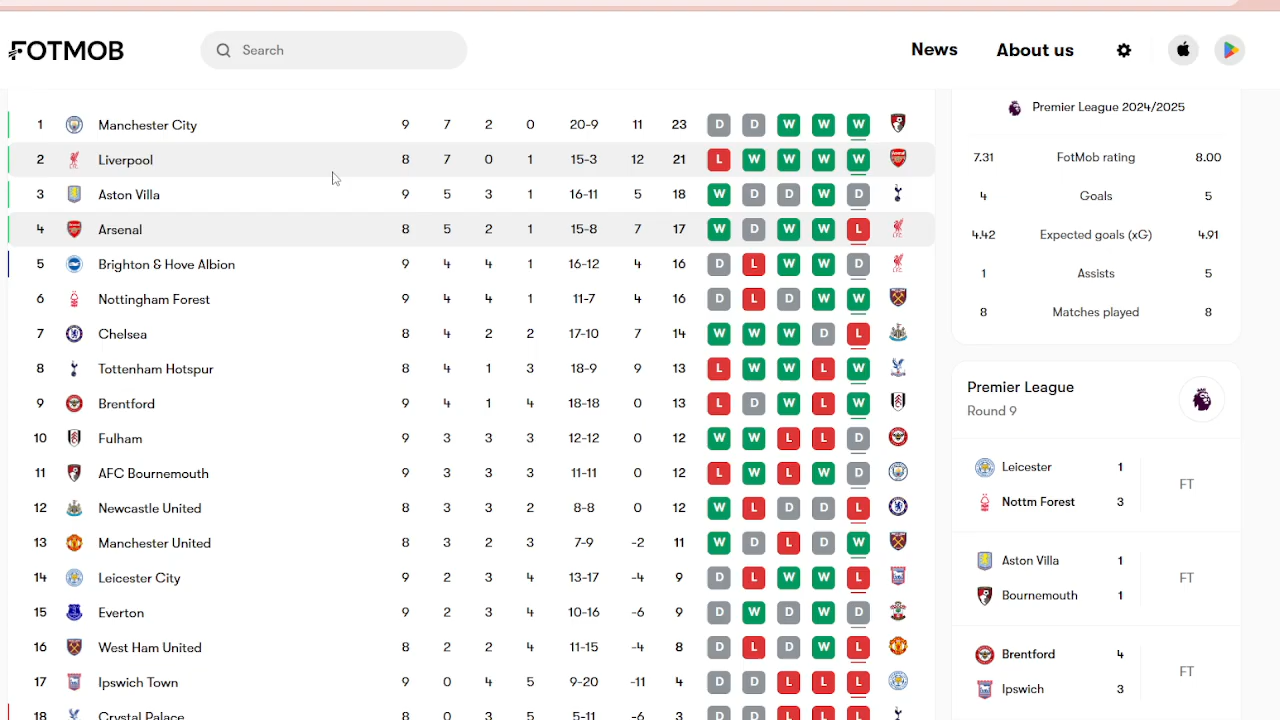 FOTMOB Search News About us
1 Manchester City 9 7 2 0 20-9 11 23 D D W W W
2 Liverpool 8 7 0 1 15-3 12 21 L W W W W
3 Aston Villa 9 5 3 1 16-11 5 18 W D D W D
4 Arsenal 8 5 2 1 15-8 7 17 W D W W L
5 Brighton & Hove Albion 9 4 4 1 16-12 4 16 D L W W D
6 Nottingham Forest 9 4 4 1 11-7 4 16 D L D W W
7 Chelsea 8 4 2 2 17-10 7 14 W W W D L
8 Tottenham Hotspur 8 4 1 3 18-9 9 13 L W W L W
9 Brentford 9 4 1 4 18-18 0 13 L D W L W
10 Fulham 9 3 3 3 12-12 0 12 W W L L D
11 AFC Bournemouth 9 3 3 3 11-11 0 12 L W L W D
12 Newcastle United 8 3 3 2 8-8 0 12 W L D D L
13 Manchester United 8 3 2 3 7-9 -2 11 W D L D W
14 Leicester City 9 2 3 4 13-17 -4 9 D L W W L
15 Everton 9 2 3 4 10-16 -6 9 D W D W D
16 West Ham United 8 2 2 4 11-15 -4 8 D L D W L
17 Ipswich Town 9 0 4 5 9-20 -11 4 D D L L L
18 Crystal Palace 8 0 3 5 5-11 -6 3 D D L L L
Premier League 2024/2025
7.31 FotMob rating 8.00
4 Goals 5
4.42 Expected goals (xG) 4.91
1 Assists 5
8 Matches played 8
Premier League
Round 9
Leicester 1
FT
Nottm Forest 3
Aston Villa 1
FT
Bournemouth 1
Brentford 4
FT
Ipswich 3